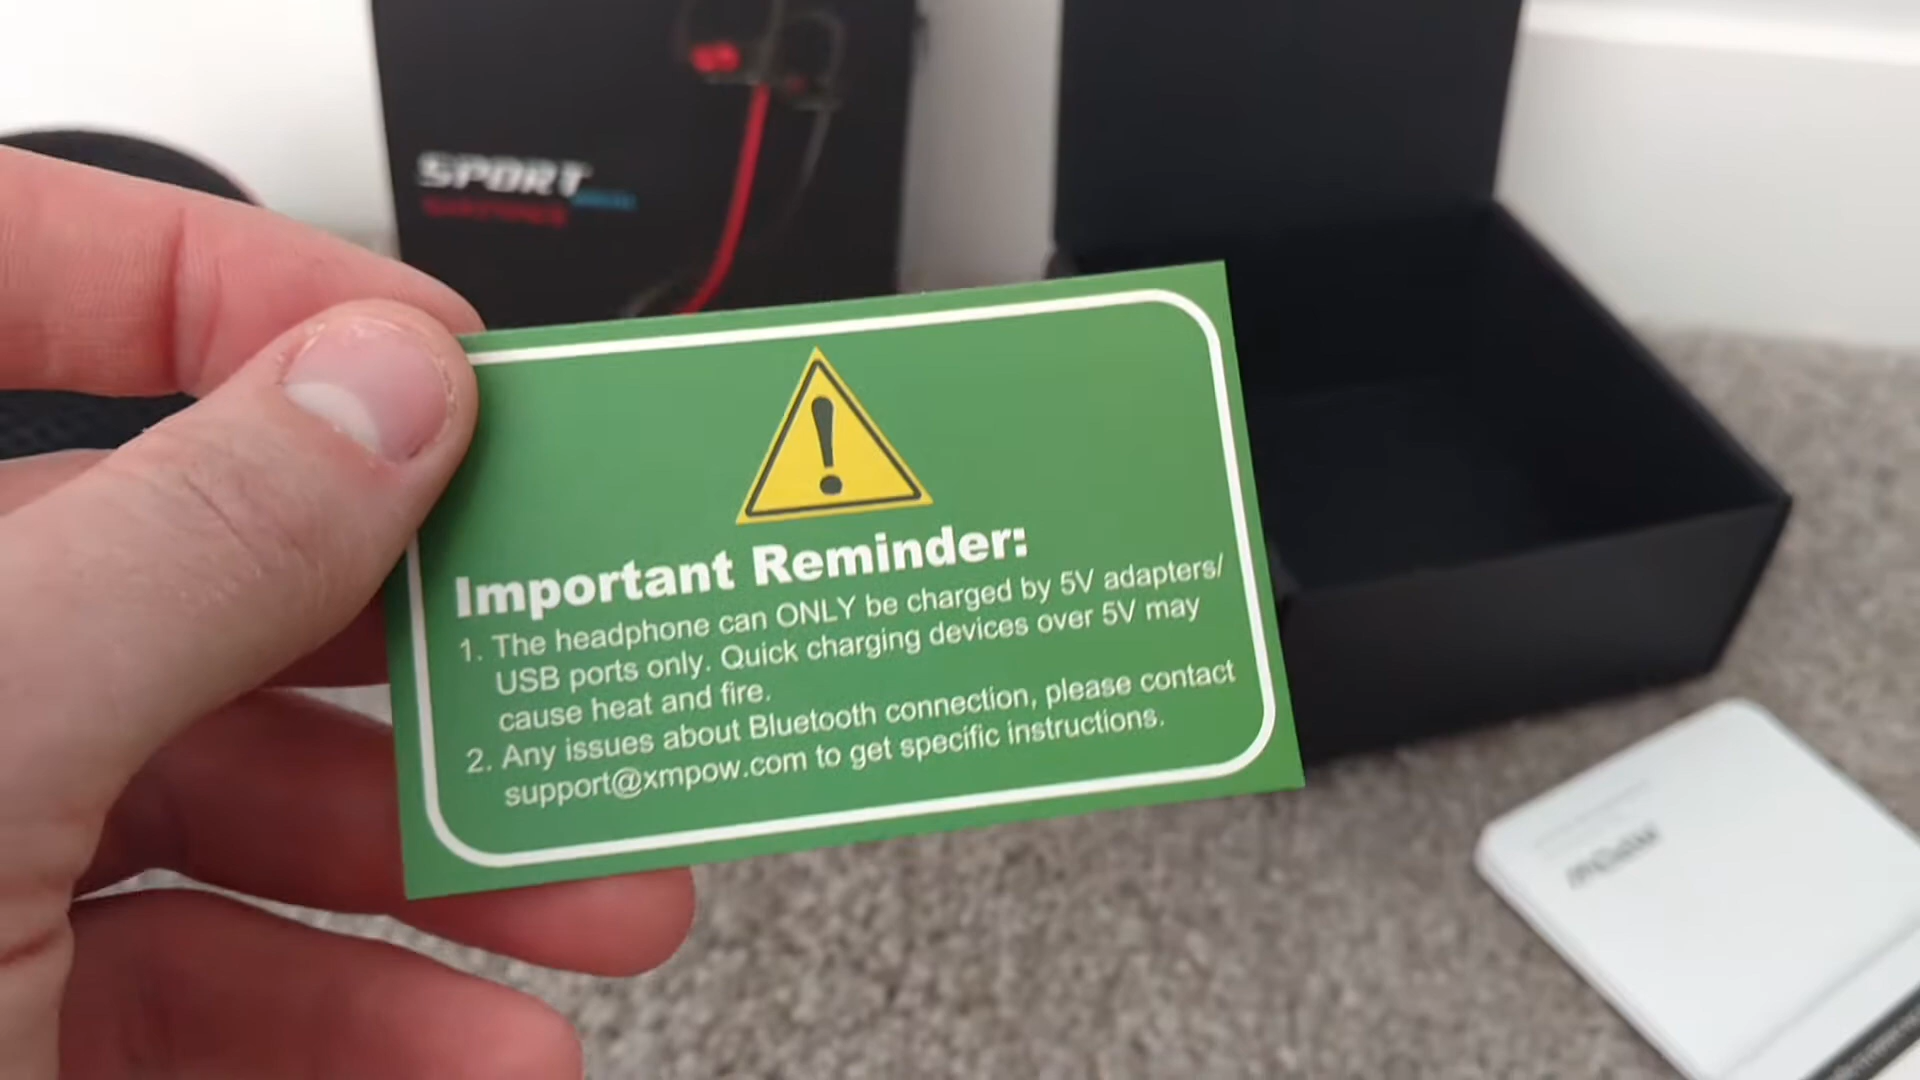 SPORT
Important Reminder:
1. The headphone can ONLY be charged by 5V adapters/
USB ports only. Quick charging devices over 5V may
cause heat and fire.
2. Any issues about Bluetooth connection, please contact
support@xmpow.com to get specific instructions.
mpow